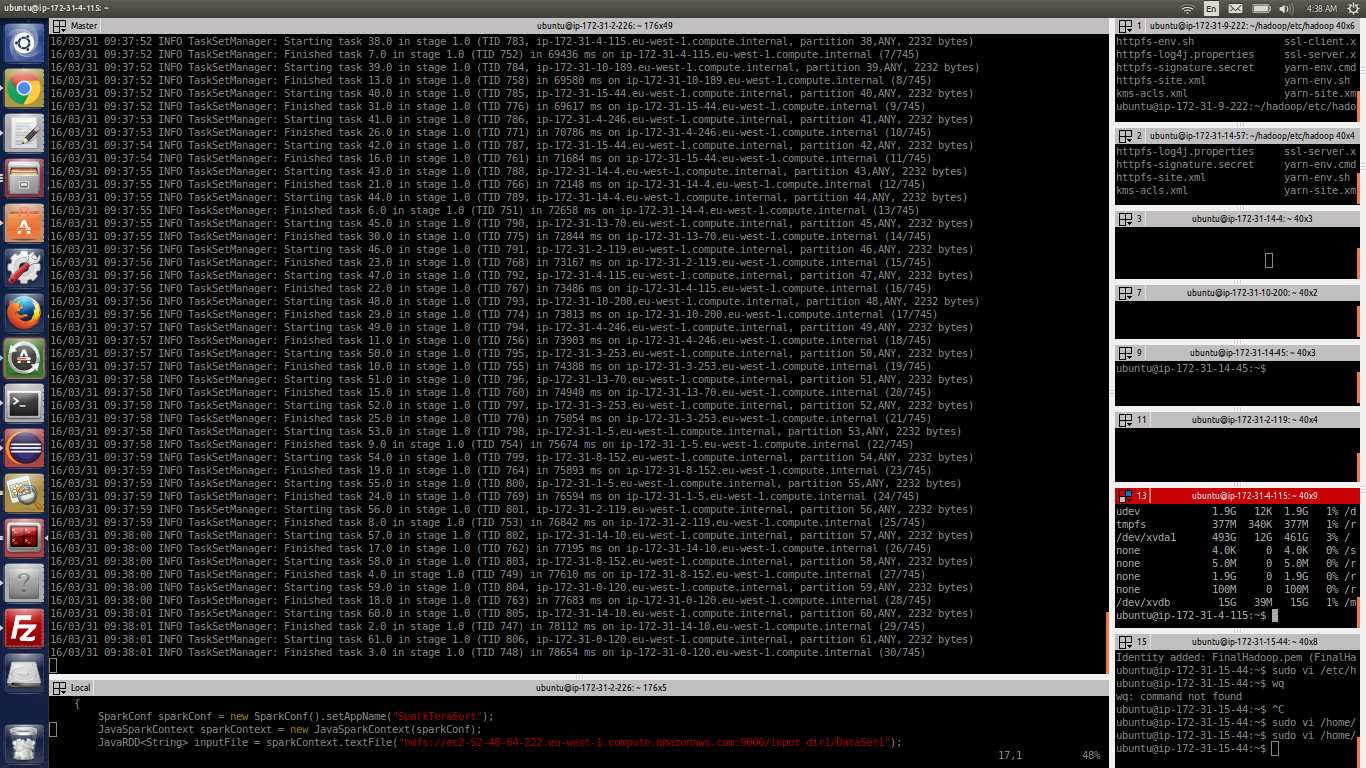 ubuntu@ip-172-31-4-115: ~
En
4:38 AM
Master
ubuntu@ip-172-31-2-226: ~ 176x49
16/03/31 09:37:52 INFO TaskSetManager: Starting task 38.0 in stage 1.0 (TID 783, ip-172-31-4-115.eu-west-1.compute.internal, partition 38,ANY, 2232 bytes)
16/03/31 09:37:52 INFO TaskSetManager: Finished task 7.0 in stage 1.0 (TID 752) in 69436 ms on ip-172-31-4-115.eu-west-1.compute.internal (7/745)
16/03/31 09:37:52 INFO TaskSetManager: Starting task 39.0 in stage 1.0 (TID 784, ip-172-31-10-189.eu-west-1.compute.internal, partition 39,ANY, 2232 bytes)
16/03/31 09:37:52 INFO TaskSetManager: Finished task 13.0 in stage 1.0 (TID 758) in 69580 ms on ip-172-31-10-189.eu-west-1.compute.internal (8/745)
16/03/31 09:37:52 INFO TaskSetManager: Starting task 40.0 in stage 1.0 (TID 785, ip-172-31-15-44.eu-west-1.compute.internal, partition 40,ANY, 2232 bytes)
16/03/31 09:37:52 INFO TaskSetManager: Finished task 31.0 in stage 1.0 (TID 776) in 69617 ms on ip-172-31-15-44.eu-west-1.compute.internal (9/745)
16/03/31 09:37:53 INFO TaskSetManager: Starting task 41.0 in stage 1.0 (TID 786, ip-172-31-4-246.eu-west-1.compute.internal, partition 41,ANY, 2232 bytes)
16/03/31 09:37:53 INFO TaskSetManager: Finished task 26.0 in stage 1.0 (TID 771) in 70786 ms on ip-172-31-4-246.eu-west-1.compute.internal (10/745)
16/03/31 09:37:54 INFO TaskSetManager: Starting task 42.0 in stage 1.0 (TID 787, ip-172-31-15-44.eu-west-1.compute.internal, partition 42,ANY, 2232 bytes)
16/03/31 09:37:54 INFO TaskSetManager: Finished task 16.0 in stage 1.0 (TID 761) in 71684 ms on ip-172-31-15-44.eu-west-1.compute.internal (11/745)
16/03/31 09:37:55 INFO TaskSetManager: Starting task 43.0 in stage 1.0 (TID 788, ip-172-31-14-4.eu-west-1.compute.internal, partition 43,ANY, 2232 bytes)
16/03/31 09:37:55 INFO TaskSetManager: Finished task 21.0 in stage 1.0 (TID 766) in 72148 ms on ip-172-31-14-4.eu-west-1.compute.internal (12/745)
16/03/31 09:37:55 INFO TaskSetManager: Starting task 44.0 in stage 1.0 (TID 789, ip-172-31-14-4.eu-west-1.compute.internal, partition 44,ANY, 2232 bytes)
16/03/31 09:37:55 INFO TaskSetManager: Finished task 6.0 in stage 1.0 (TID 751) in 72658 ms on ip-172-31-14-4.eu-west-1.compute.internal (13/745)
16/03/31 09:37:55 INFO TaskSetManager: Starting task 45.0 in stage 1.0 (TID 790, ip-172-31-13-70.eu-west-1.compute.internal, partition 45,ANY, 2232 bytes)
16/03/31 09:37:55 INFO TaskSetManager: Finished task 30.0 in stage 1.0 (TID 775) in 72844 ms on ip-172-31-13-70.eu-west-1.compute.internal (14/745)
16/03/31 09:37:56 INFO TaskSetManager: Starting task 46.0 in stage 1.0 (TID 791, ip-172-31-2-119.eu-west-1.compute.internal, partition 46,ANY, 2232 bytes)
16/03/31 09:37:56 INFO TaskSetManager: Finished task 23.0 in stage 1.0 (TID 768) in 73167 ms on ip-172-31-2-119.eu-west-1.compute.internal (15/745)
16/03/31 09:37:56 INFO TaskSetManager: Starting task 47.0 in stage 1.0 (TID 792, ip-172-31-4-115.eu-west-1.compute.internal, partition 47,ANY, 2232 bytes)
16/03/31 09:37:56 INFO TaskSetManager: Finished task 22.0 in stage 1.0 (TID 767) in 73486 ms on ip-172-31-4-115.eu-west-1.compute.internal (16/745)
16/03/31 09:37:56 INFO TaskSetManager: Starting task 48.0 in stage 1.0 (TID 793, ip-172-31-10-200.eu-west-1.compute.internal, partition 48,ANY, 2232 bytes)
16/03/31 09:37:56 INFO TaskSetManager: Finished task 29.0 in stage 1.0 (TID 774) in 73813 ms on ip-172-31-10-200.eu-west-1.compute.internal (17/745)
16/03/31 09:37:57 INFO TaskSetManager: Starting task 49.0 in stage 1.0 (TID 794, ip-172-31-4-246.eu-west-1.compute.internal, partition 49,ANY, 2232 bytes)
16/03/31 09:37:57 INFO TaskSetManager: Finished task 11.0 in stage 1.0 (TID 756) in 73903 ms on ip-172-31-4-246.eu-west-1.compute.internal (18/745)
16/03/31 09:37:57 INFO TaskSetManager: Starting task 50.0 in stage 1.0 (TID 795, ip-172-31-3-253.eu-west-1.compute.internal, partition 50,ANY, 2232 bytes)
16/03/31 09:37:57 INFO TaskSetManager: Finished task 10.0 in stage 1.0 (TID 755) in 74388 ms on ip-172-31-3-253.eu-west-1.compute.internal (19/745)
16/03/31 09:37:58 INFO TaskSetManager: Starting task 51.0 in stage 1.0 (TID 796, ip-172-31-13-70.eu-west-1.compute.internal, partition 51,ANY, 2232 bytes)
16/03/31 09:37:58 INFO TaskSetManager: Finished task 15.0 in stage 1.0 (TID 760) in 74940 ms on ip-172-31-13-70.eu-west-1.compute.internal (20/745)
16/03/31 09:37:58 INFO TaskSetManager: Starting task 52.0 in stage 1.0 (TID 797, ip-172-31-3-253.eu-west-1.compute.internal, partition 52,ANY, 2232 bytes)
16/03/31 09:37:58 INFO TaskSetManager: Finished task 25.0 in stage 1.0 (TID 770) in 75054 ms on ip-172-31-3-253.eu-west-1.compute.internal (21/745)
16/03/31 09:37:58 INFO TaskSetManager: Starting task 53.0 in stage 1.0 (TID 798, ip-172-31-1-5.eu-west-1.compute.internal, partition 53,ANY, 2232 bytes)
16/03/31 09:37:58 INFO TaskSetManager: Finished task 9.0 in stage 1.0 (TID 754) in 75674 ms on ip-172-31-1-5.eu-west-1.compute.internal (22/745)
16/03/31 09:37:59 INFO TaskSetManager: Starting task 54.0 in stage 1.0 (TID 799, ip-172-31-8-152.eu-west-1.compute.internal, partition 54,ANY, 2232 bytes)
16/03/31 09:37:59 INFO TaskSetManager: Finished task 19.0 in stage 1.0 (TID 764) in 75893 ms on ip-172-31-8-152.eu-west-1.compute.internal (23/745)
16/03/31 09:37:59 INFO TaskSetManager: Starting task 55.0 in stage 1.0 (TID 800, ip-172-31-1-5.eu-west-1.compute.internal, partition 55,ANY, 2232 bytes)
16/03/31 09:37:59 INFO TaskSetManager: Finished task 24.0 in stage 1.0 (TID 769) in 76594 ms on ip-172-31-1-5.eu-west-1.compute.internal (24/745)
16/03/31 09:37:59 INFO TaskSetManager: Starting task 56.0 in stage 1.0 (TID 801, ip-172-31-2-119.eu-west-1.compute.internal, partition 56,ANY, 2232 bytes)
16/03/31 09:37:59 INFO TaskSetManager: Finished task 8.0 in stage 1.0 (TID 753) in 76842 ms on ip-172-31-2-119.eu-west-1.compute.internal (25/745)
16/03/31 09:38:00 INFO TaskSetManager: Starting task 57.0 in stage 1.0 (TID 802, ip-172-31-14-10.eu-west-1.compute.internal, partition 57,ANY, 2232 bytes)
16/03/31 09:38:00 INFO TaskSetManager: Finished task 17.0 in stage 1.0 (TID 762) in 77195 ms on ip-172-31-14-10.eu-west-1.compute.internal (26/745)
16/03/31 09:38:00 INFO TaskSetManager: Starting task 58.0 in stage 1.0 (TID 803, ip-172-31-8-152.eu-west-1.compute.internal, partition 58,ANY, 2232 bytes)
16/03/31 09:38:00 INFO TaskSetManager: Finished task 4.0 in stage 1.0 (TID 749) in 77610 ms on ip-172-31-8-152.eu-west-1.compute.internal (27/745)
16/03/31 09:38:00 INFO TaskSetManager: Starting task 59.0 in stage 1.0 (TID 804, ip-172-31-0-120.eu-west-1.compute.internal, partition 59,ANY, 2232 bytes)
16/03/31 09:38:00 INFO TaskSetManager: Finished task 18.0 in stage 1.0 (TID 763) in 77683 ms on ip-172-31-0-120.eu-west-1.compute.internal (28/745)
16/03/31 09:38:01 INFO TaskSetManager: Starting task 60.0 in stage 1.0 (TID 805, ip-172-31-14-10.eu-west-1.compute.internal, partition 60,ANY, 2232 bytes)
16/03/31 09:38:01 INFO TaskSetManager: Finished task 2.0 in stage 1.0 (TID 747) in 78112 ms on ip-172-31-14-10.eu-west-1.compute.internal (29/745)
16/03/31 09:38:01 INFO TaskSetManager: Starting task 61.0 in stage 1.0 (TID 806, ip-172-31-0-120.eu-west-1.compute.internal, partition 61,ANY, 2232 bytes)
16/03/31 09:38:01 INFO TaskSetManager: Finished task 3.0 in stage 1.0 (TID 748) in 78654 ms on ip-172-31-0-120.eu-west-1.compute.internal (30/745)
Local
ubuntu@ip-172-31-2-226: ~ 176x5
{
SparkConf sparkConf = new SparkConf().setAppName("SparkTeraSort");
JavaSparkContext sparkContext = new JavaSparkContext(sparkConf);
JavaRDD<String> inputFile = sparkContext.textFile("hdfs://ec2-52-48-64-222.eu-west-1.compute.amazonaws.com:9000/input_dir1/DataSet1");
17,1 48%
1 ubuntu@ip-172-31-9-222: ~/hadoop/etc/hadoop 40x6
httpfs-env.sh ssl-client.x
httpfs-log4j.properties ssl-server.x
httpfs-signature.secret yarn-env.cmd
httpfs-site.xml yarn-env.sh
kms-acls.xml yarn-site.xm
ubuntu@ip-172-31-9-222:~/hadoop/etc/hado
2 ubuntu@ip-172-31-14-57: ~/hadoop/etc/hadoop 40x4
httpfs-log4j.properties ssl-server.x
httpfs-signature.secret yarn-env.cmd
httpfs-site.xml yarn-env.sh
kms-acls.xml yarn-site.xm
3 ubuntu@ip-172-31-14-4: ~ 40x3
7 ubuntu@ip-172-31-10-200: ~ 40x2
9 ubuntu@ip-172-31-14-45: ~ 40x3
ubuntu@ip-172-31-14-45:~$
11 ubuntu@ip-172-31-2-119: ~ 40x4
13 ubuntu@ip-172-31-4-115: ~ 40x9
udev 1.9G 12K 1.9G 1% /d
tmpfs 377M 340K 377M 1% /r
/dev/xvda1 493G 12G 461G 3% /
none 4.0K 0 4.0K 0% /s
none 5.0M 0 5.0M 0% /r
none 1.9G 0 1.9G 0% /r
none 100M 0 100M 0% /r
/dev/xvdb 15G 39M 15G 1% /m
ubuntu@ip-172-31-4-115:~$
15 ubuntu@ip-172-31-15-44: ~ 40x8
Identity added: FinalHadoop.pem (FinalHa
ubuntu@ip-172-31-15-44:~$ sudo vi /etc/h
ubuntu@ip-172-31-15-44:~$ wq
wq: command not found
ubuntu@ip-172-31-15-44:~$ ^C
ubuntu@ip-172-31-15-44:~$ sudo vi /home/
ubuntu@ip-172-31-15-44:~$ sudo vi /home/
ubuntu@ip-172-31-15-44:~$